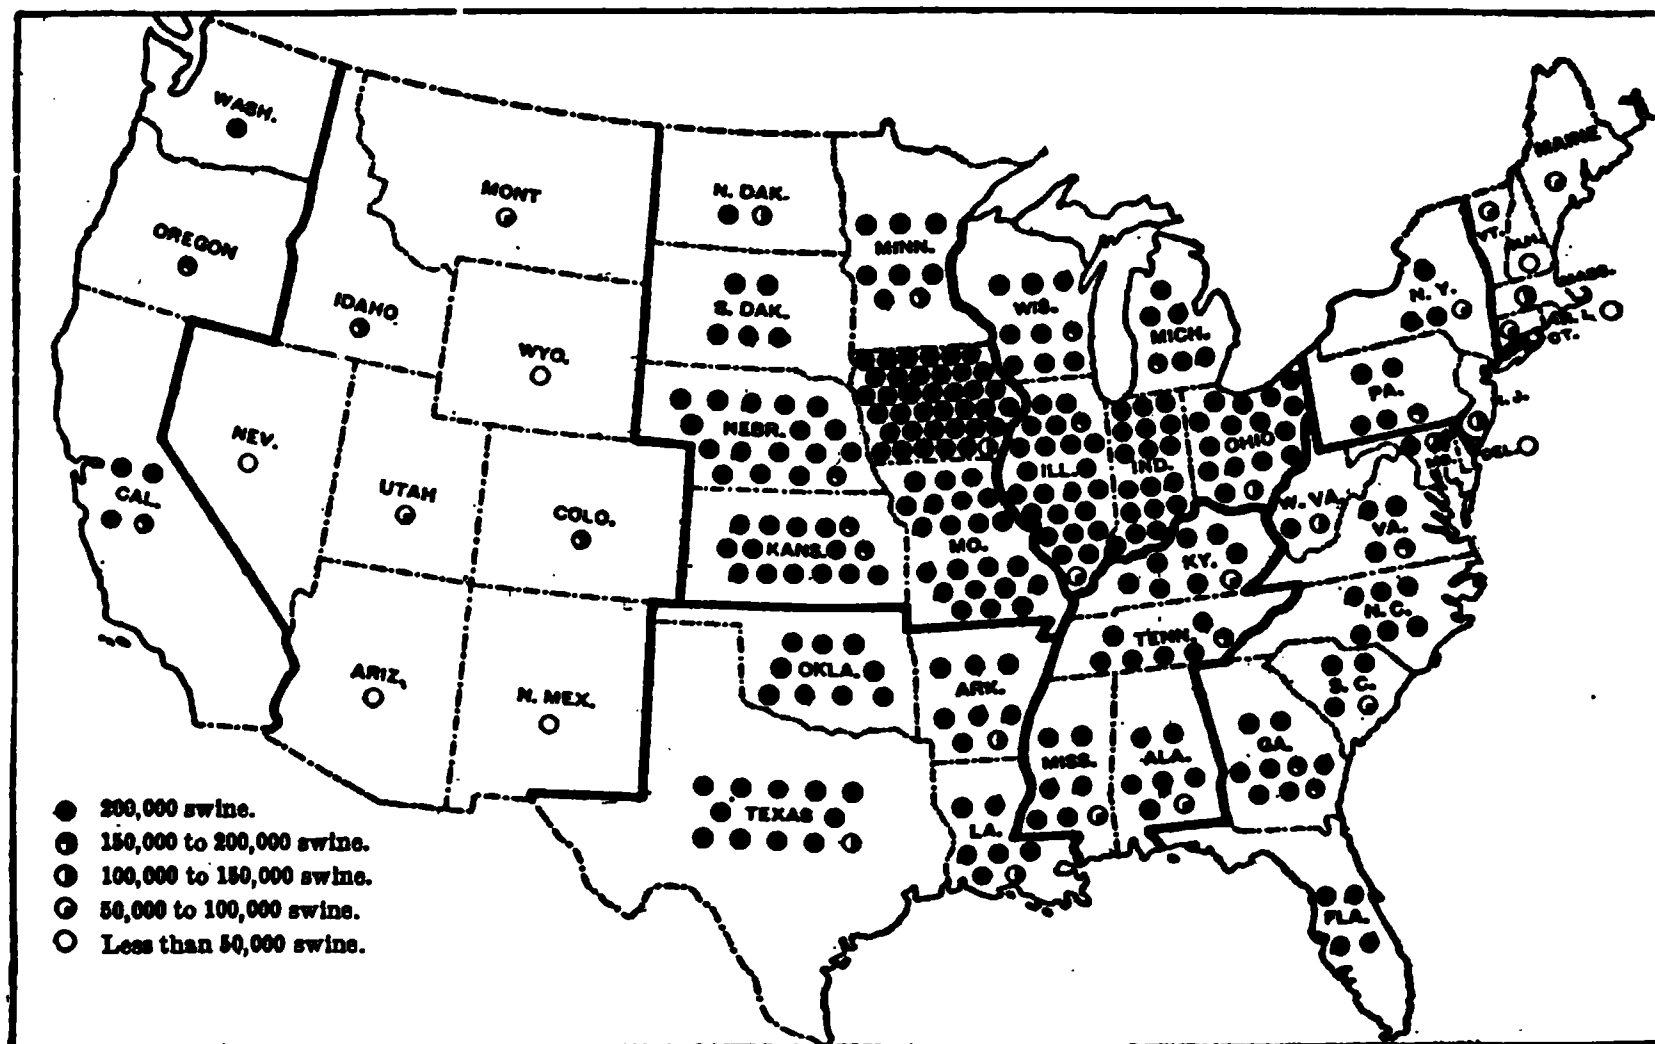 WASH.
OREGON
CAL.
NEV.
IDAHO
MONT
WYO.
UTAH
COLO.
ARIZ.
N. MEX.
N. DAK.
S. DAK.
NEBR.
KANS.
OKLA.
TEXAS
MINN.
MO.
ARK.
LA.
WIS.
MICH.
ILL.
IND.
OHIO
KY.
TENN.
MISS.
ALA.
GA.
FLA.
S. C.
N. C.
VA.
W. VA.
PA.
N. Y.
MAINE
VT.
N.H.
MASS.
R. I.
CT.
N. J.
DEL.
MD.
200,000 swine.
150,000 to 200,000 swine.
100,000 to 150,000 swine.
50,000 to 100,000 swine.
Less than 50,000 swine.